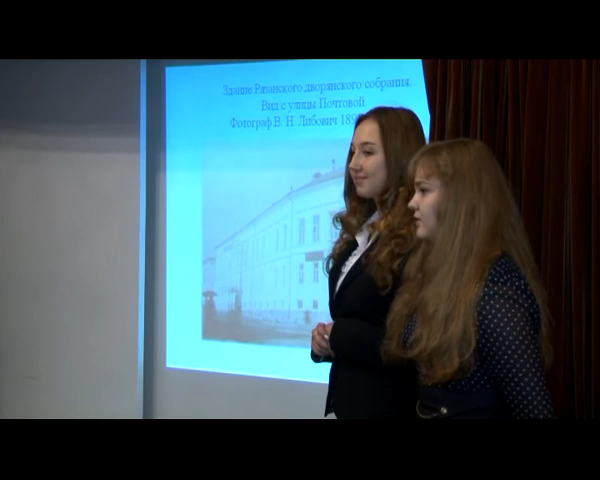 Здание Рязанского дворянского собрания.
Вид с улицы Почтовой
Фотограф В. Н. Либович